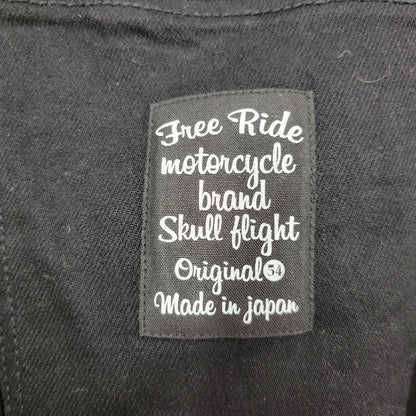 Free Ride
motorcycle
brand
Skull flight
Original 54
Made in japan